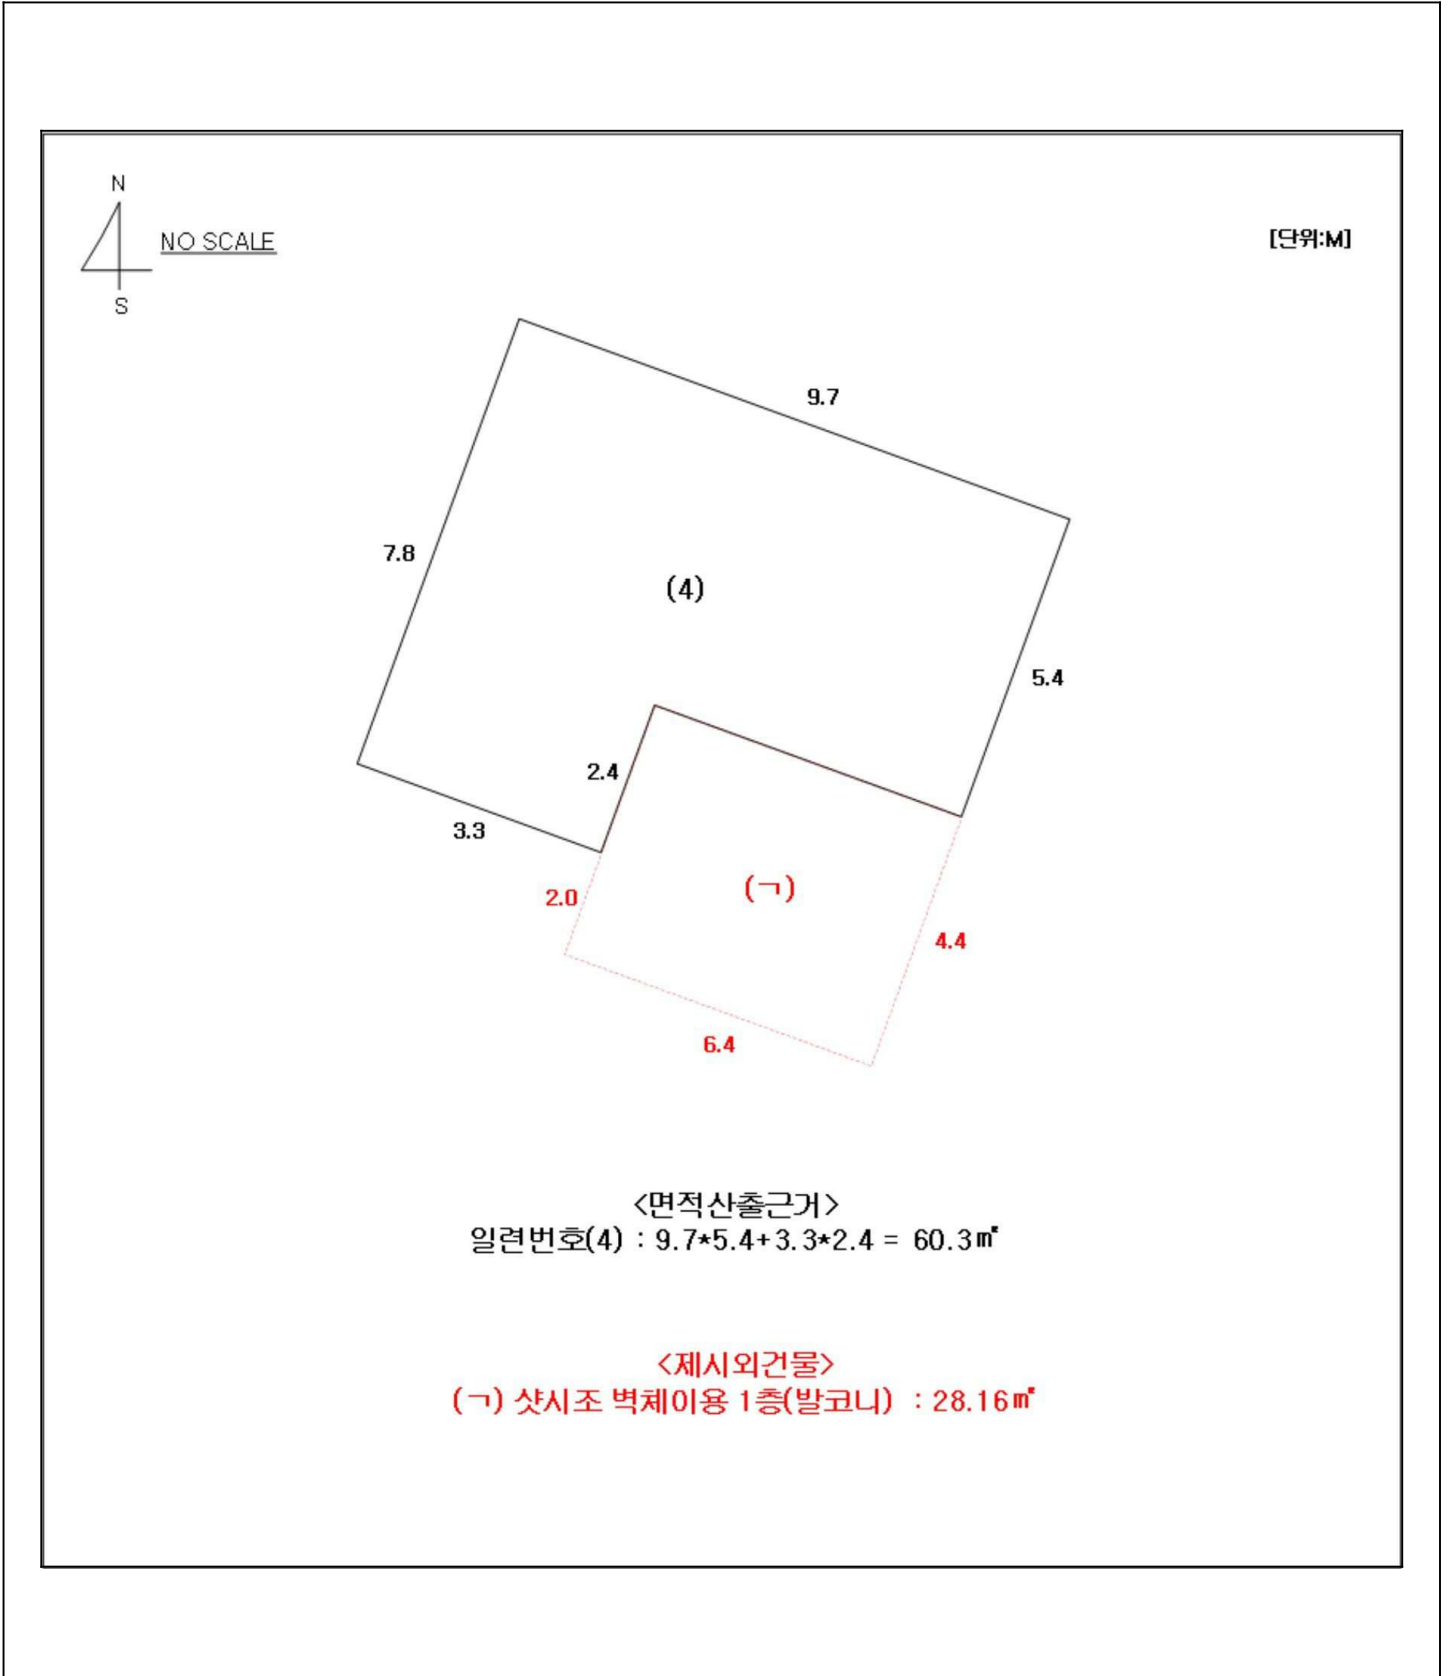 N
NO SCALE
[단위:M]
S
9.7
7.8
(4)
5.4
2.4
3.3
(ㄱ)
2.0
4.4
6.4
<면적산출근거>
일련번호(4) : 9.7*5.4+3.3*2.4 = 60.3㎡
<제시외건물>
(ㄱ) 샷시조 벽체이용 1층(발코니) : 28.16㎡